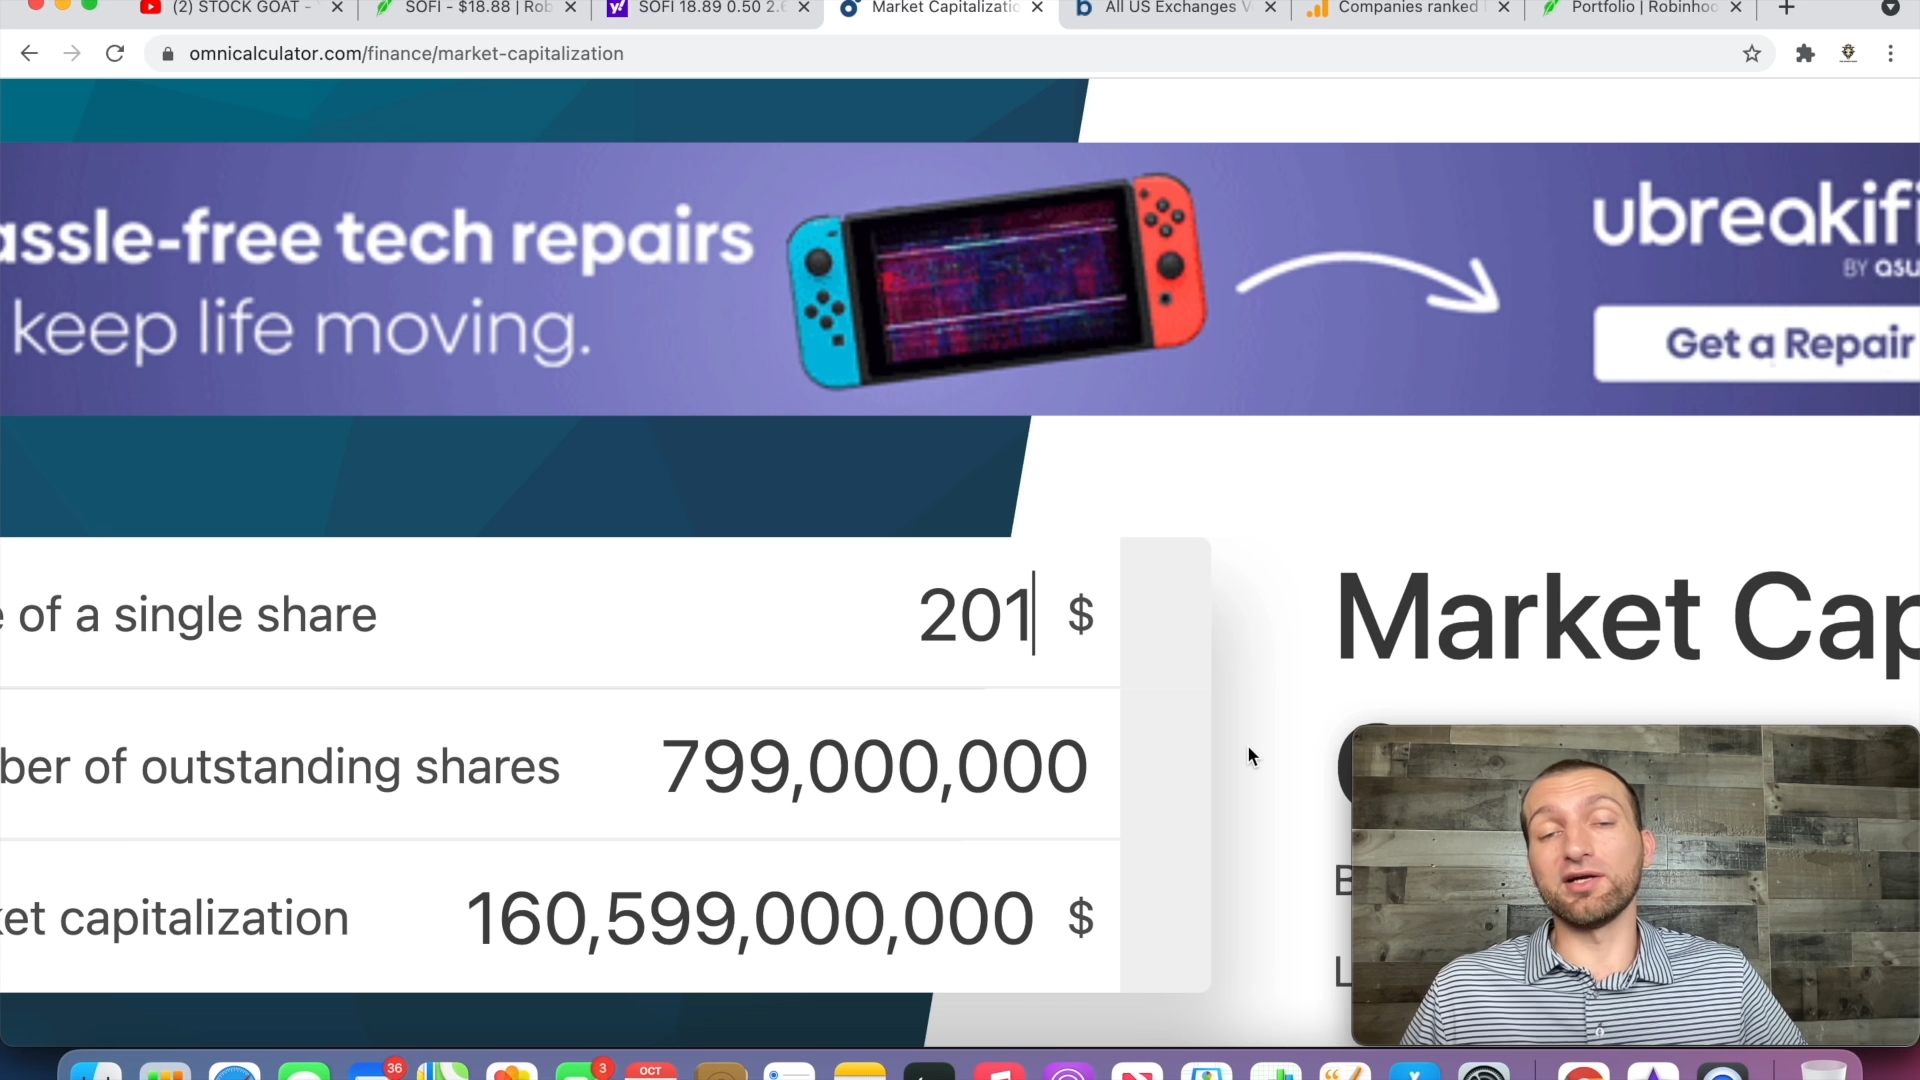 (2) STOCK GOAT -
SOFI - $18.88 | Rob
SOFI 18.89 0.50 2.
Market Capitalizatio
All US Exchanges V
Companies ranked
Portfolio | Robinhoo
omnicalculator.com/finance/market-capitalization
assle-free tech repairs
keep life moving.
ubreakifi
BY asu
Get a Repair
of a single share
201 $
ber of outstanding shares
799,000,000
ket capitalization
160,599,000,000 $
Market Cap
36
3
OCT